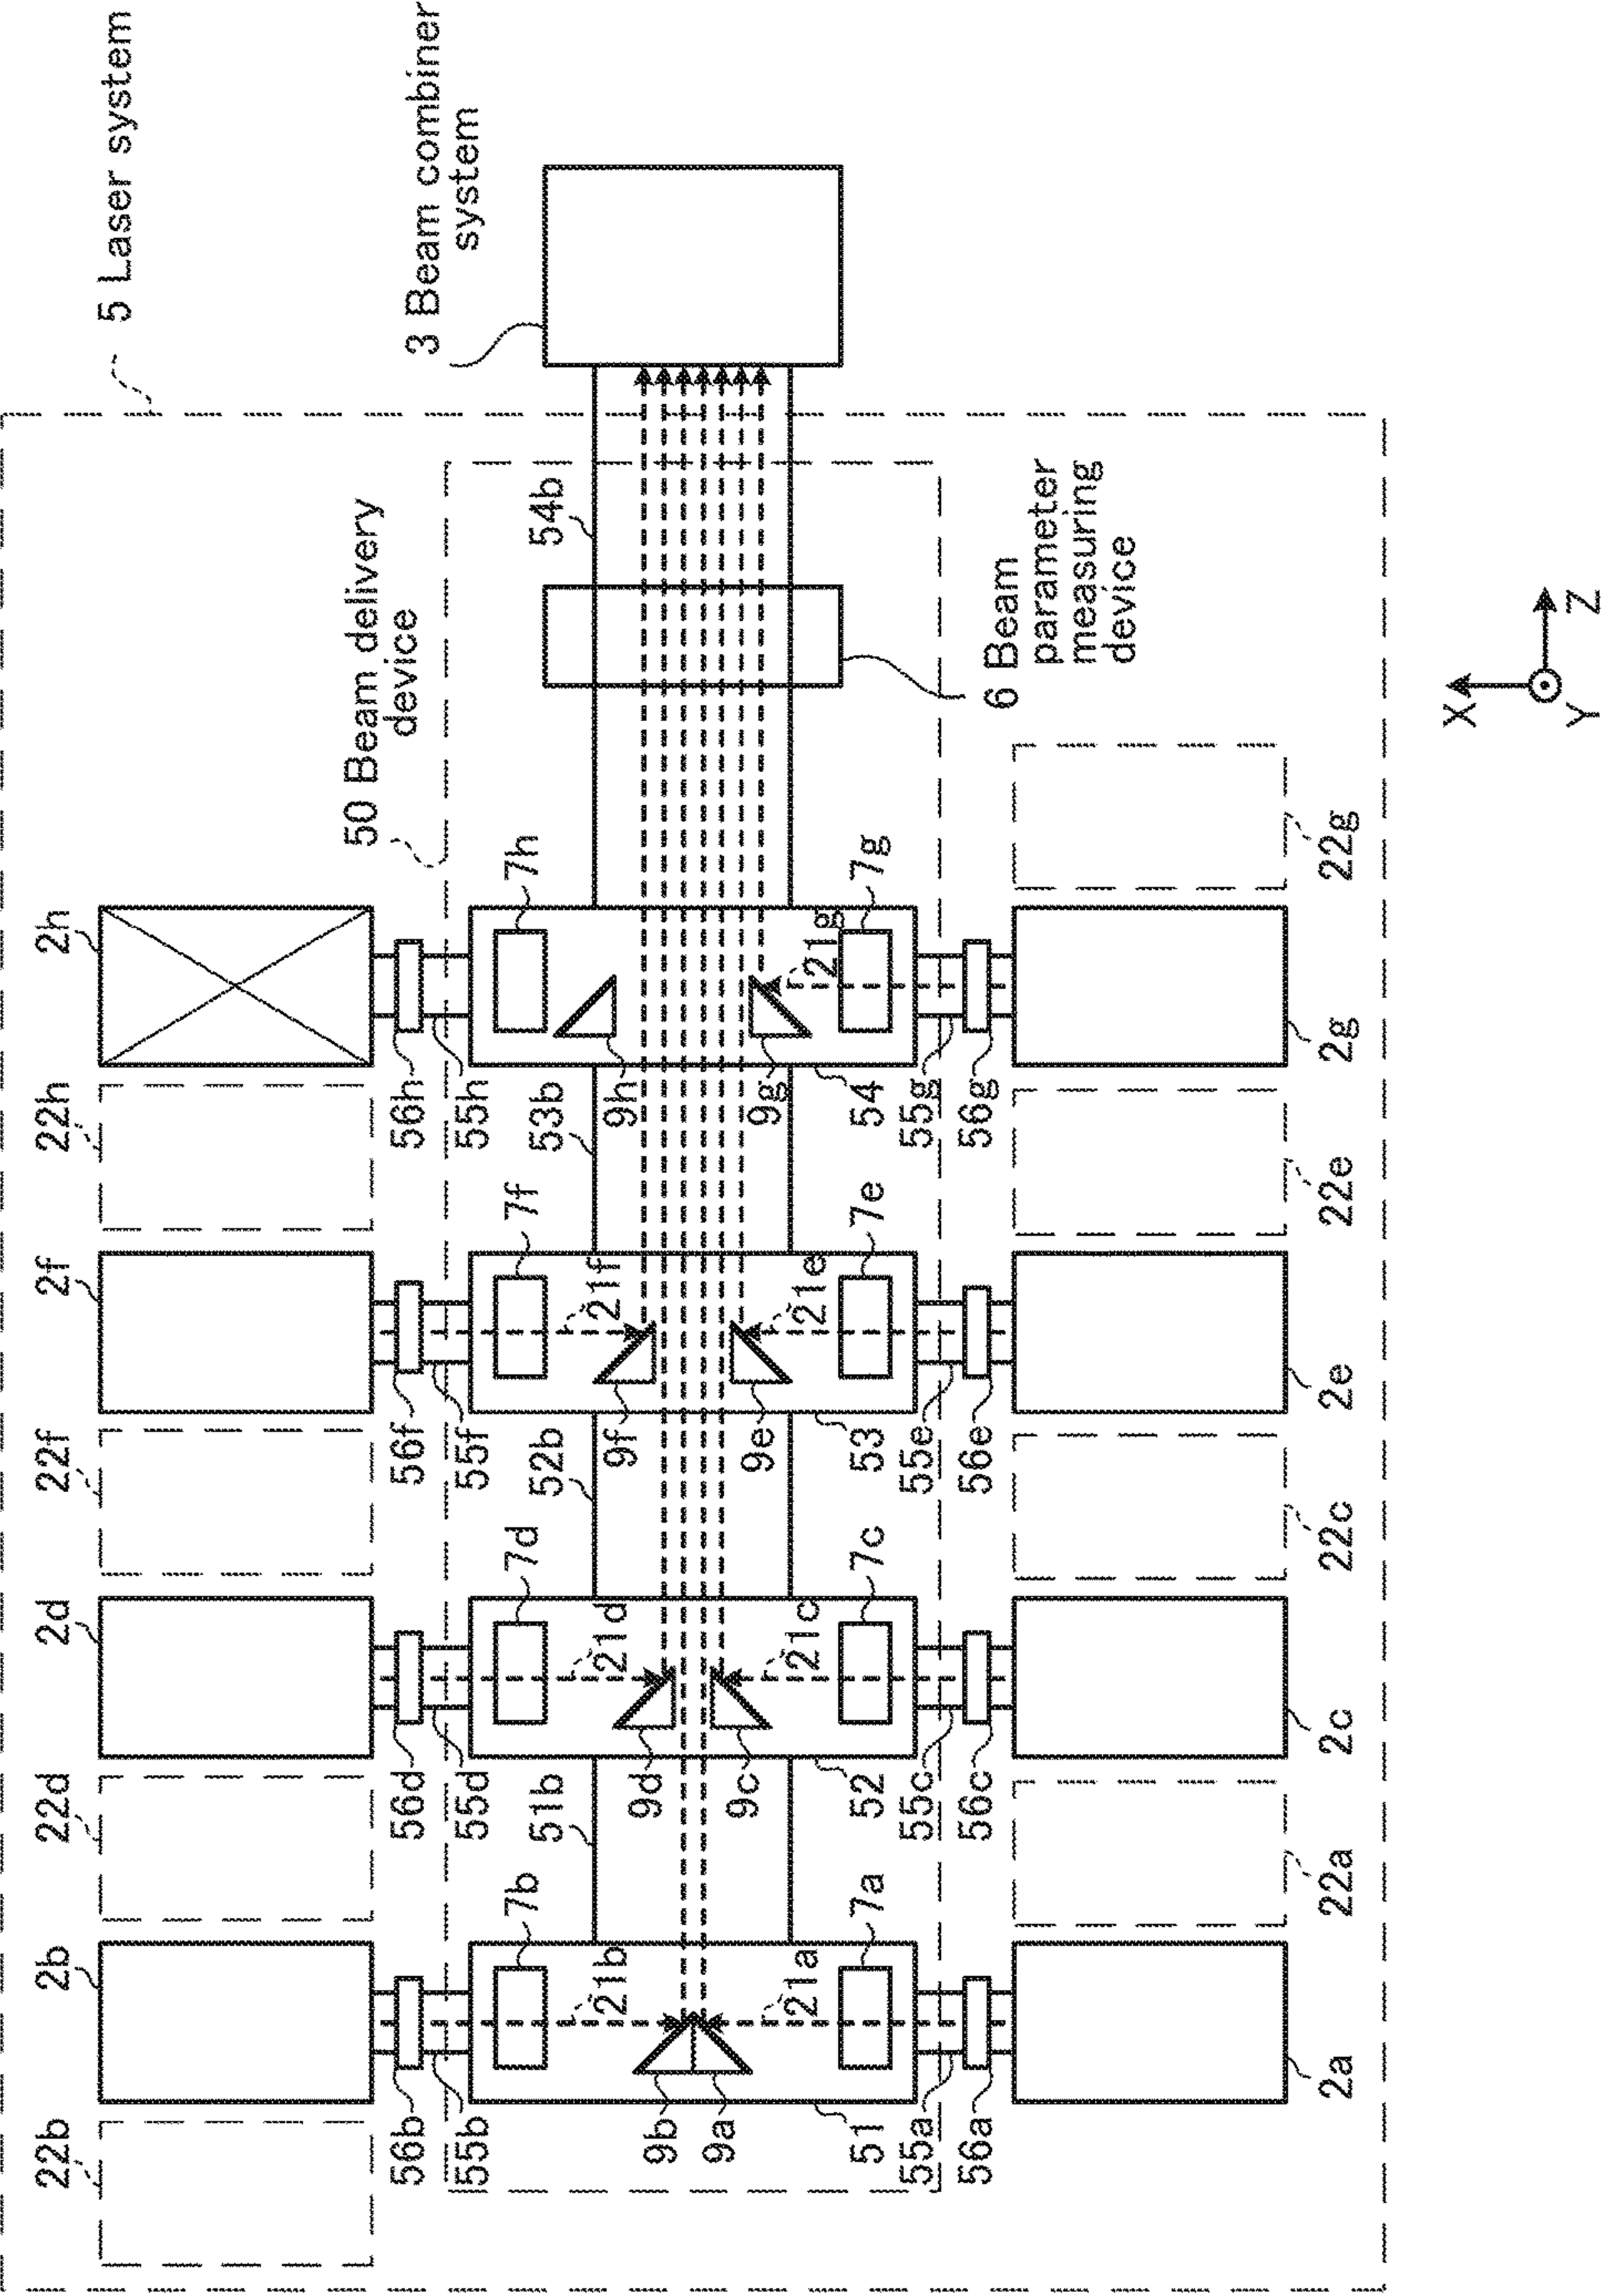 5 Laser system
3 Beam combiner
system
50 Beam delivery
device
54b
6 Beam
parameter
measuring
device
X
Y
Z
2h
22h
2f
22f
2d
22d
2b
22b
56h
55h
56f
55f
56d
55d
56b
55b
7h
7f
7d
7b
53b
52b
51b
9h
9g
9f
9e
9d
9c
9b
9a
21f
21d
21b
21g
21e
21c
21a
7g
7e
7c
7a
54
53
52
51
55g
56g
55e
56e
55c
56c
55a
56a
22g
2g
22e
2e
22c
2c
22a
2a